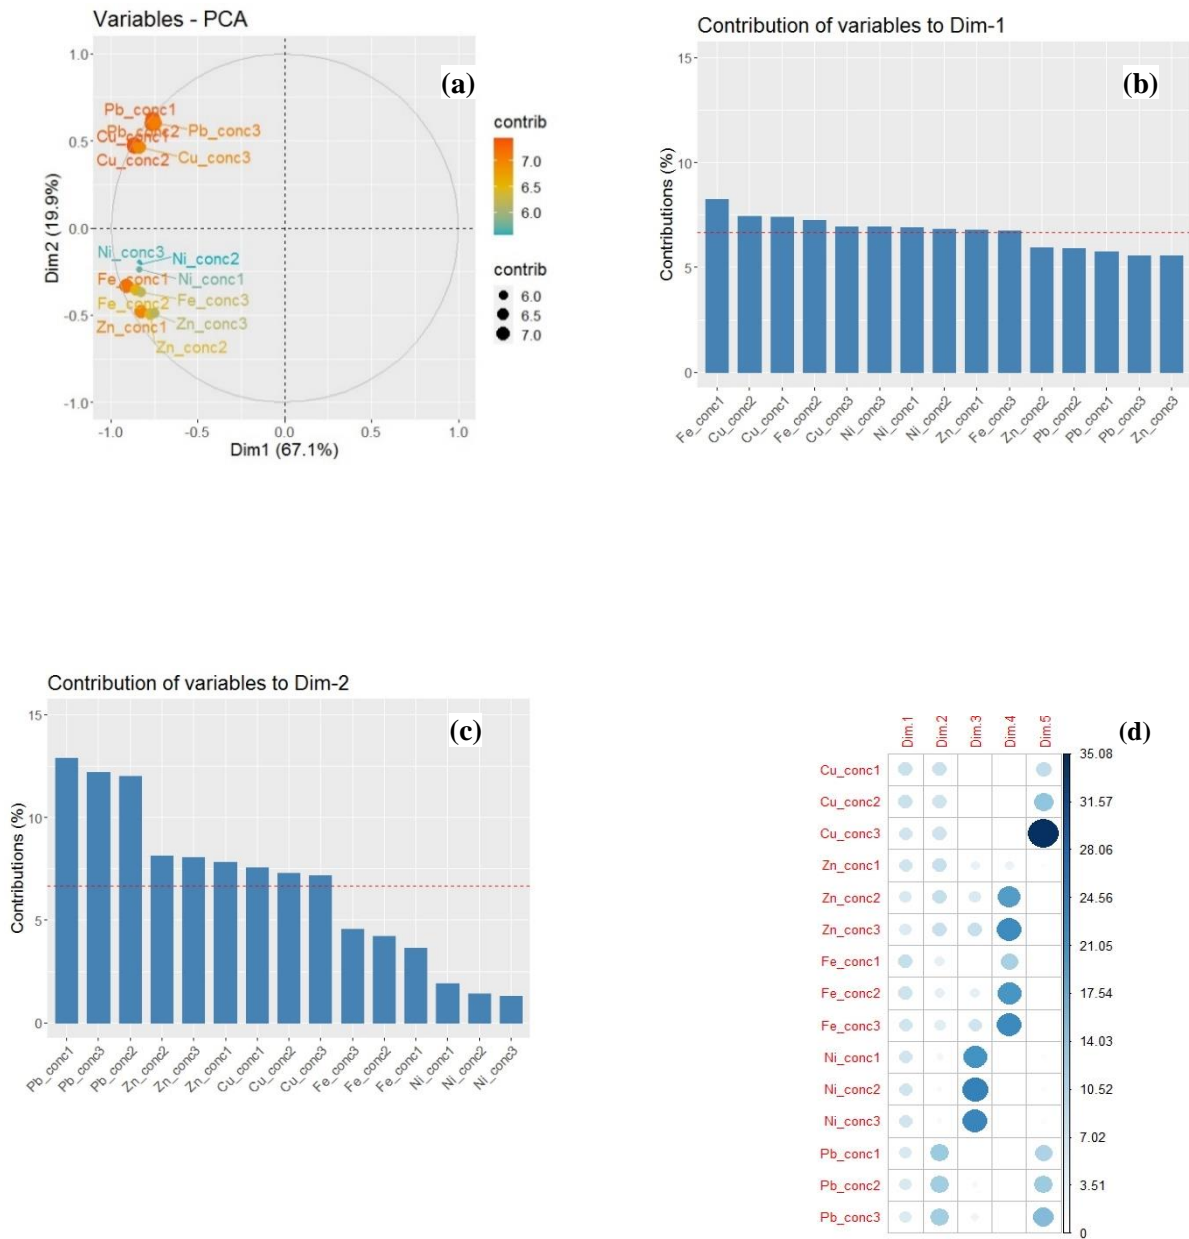 Variables - PCA
(a)
1.0
0.5
0.0
-0.5
-1.0
Dim2 (19.9%)
Pb_conc1
Pb_conc2
Pb_conc3
Cu_conc1
Cu_conc2
Cu_conc3
Ni_conc3
Ni_conc2
Fe_conc1
Ni_conc1
Fe_conc2
Fe_conc3
Zn_conc1
Zn_conc3
Zn_conc2
-1.0 -0.5 0.0 0.5 1.0
Dim1 (67.1%)
contrib
7.0
6.5
6.0
contrib
6.0
6.5
7.0
Contribution of variables to Dim-1
(b)
15
10
5
0
Contributions (%)
Fe_conc1
Cu_conc2
Cu_conc1
Fe_conc2
Cu_conc3
Ni_conc3
Ni_conc1
Ni_conc2
Zn_conc1
Fe_conc3
Zn_conc2
Pb_conc2
Pb_conc1
Pb_conc3
Zn_conc3
Contribution of variables to Dim-2
(c)
15
10
5
0
Contributions (%)
Pb_conc1
Pb_conc3
Pb_conc2
Zn_conc2
Zn_conc3
Zn_conc1
Cu_conc1
Cu_conc2
Cu_conc3
Fe_conc3
Fe_conc2
Fe_conc1
Ni_conc1
Ni_conc2
Ni_conc3
(d)
Dim.1
Dim.2
Dim.3
Dim.4
Dim.5
Cu_conc1
Cu_conc2
Cu_conc3
Zn_conc1
Zn_conc2
Zn_conc3
Fe_conc1
Fe_conc2
Fe_conc3
Ni_conc1
Ni_conc2
Ni_conc3
Pb_conc1
Pb_conc2
Pb_conc3
35.08
31.57
28.06
24.56
21.05
17.54
14.03
10.52
7.02
3.51
0